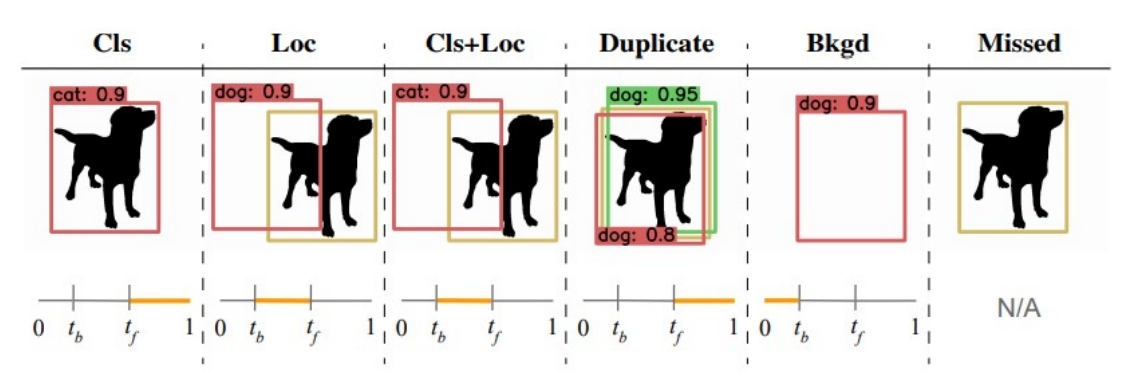 Cls Loc Cls+Loc Duplicate Bkgd Missed
cat: 0.9 dog: 0.9 cat: 0.9 dog: 0.95 dog: 0.9
dog: 0.8
N/A
0 t_b t_f 1 0 t_b t_f 1 0 t_b t_f 1 0 t_b t_f 1 0 t_b t_f 1